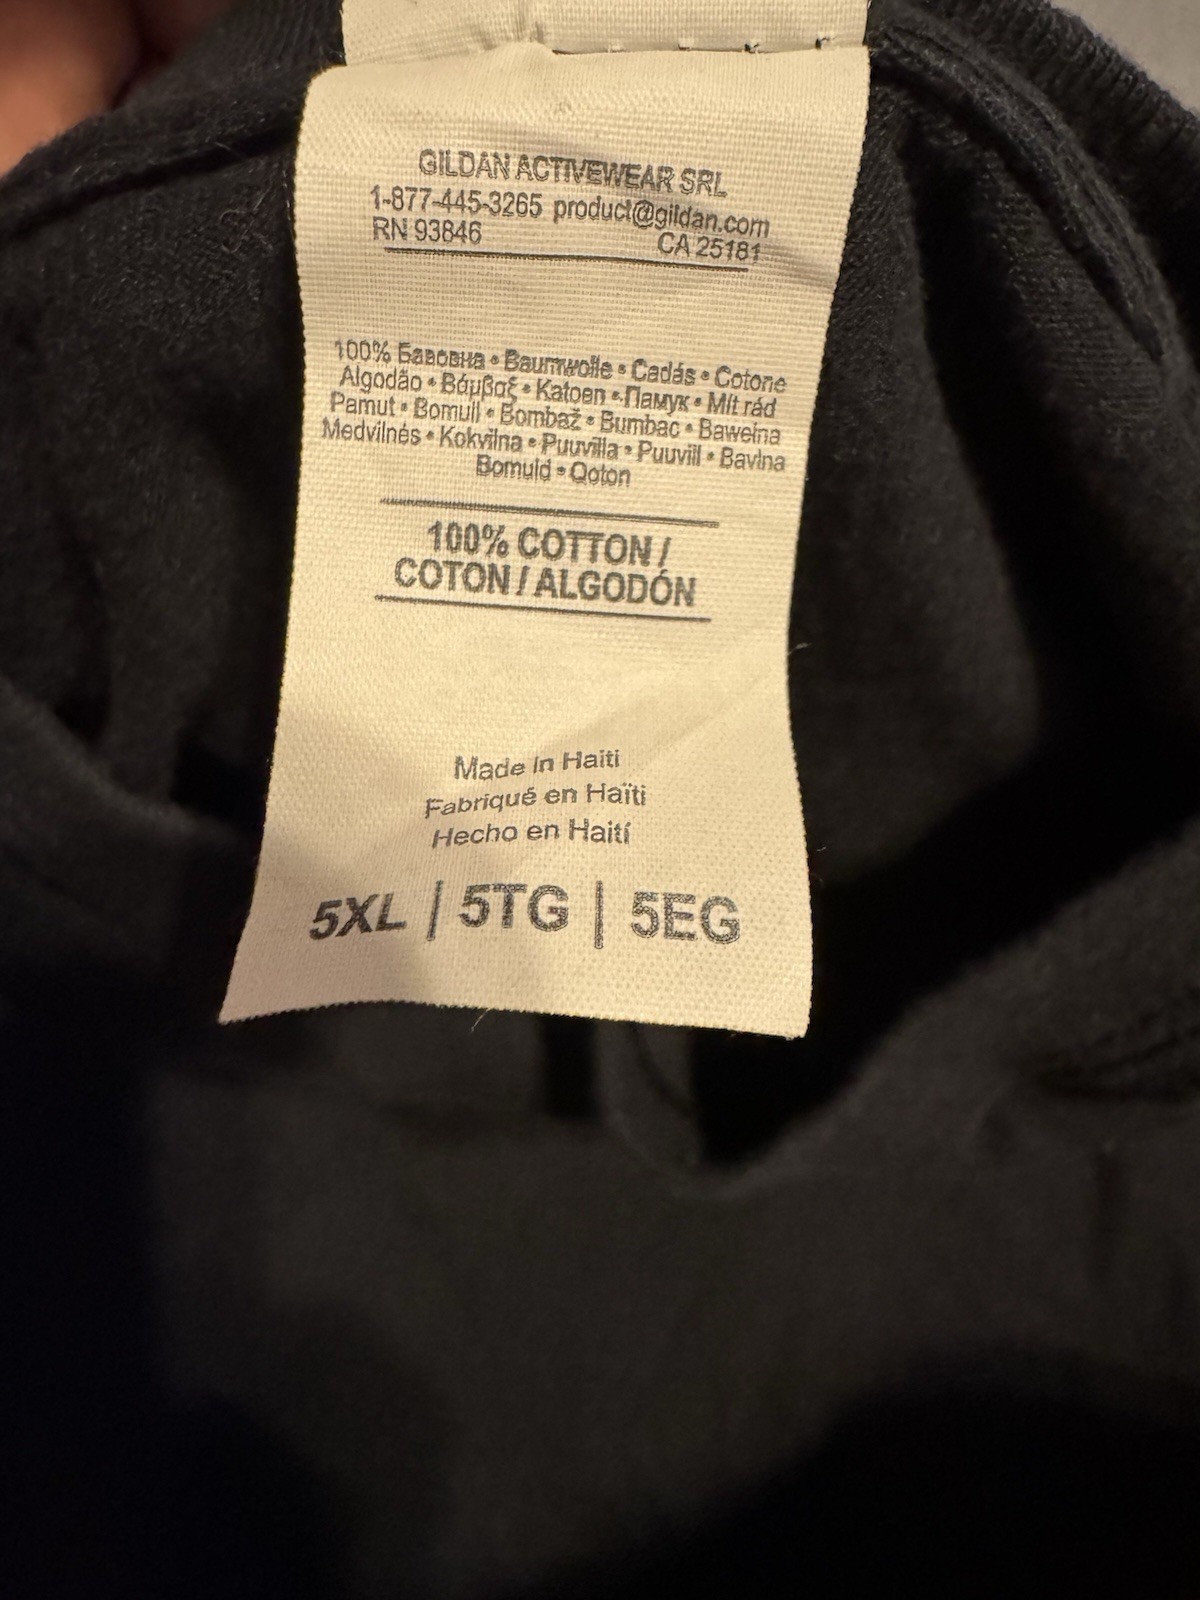 GILDAN ACTIVEWEAR SRL
1-877-445-3265 product@gildan.com
RN 93846 CA 25181
100% Бавовна • Baumwolle • Cadás • Cotone
Algodão • Βάμβαξ • Katoen • Памук • Mit rád
Pamut • Bomull • Bombaž • Bumbac • Bawełna
Medvilnės • Kokvilna • Puuvilla • Puuvill • Bavlna
Bomuld • Qoton
100% COTTON /
COTON / ALGODÓN
Made in Haiti
Fabriqué en Haïti
Hecho en Haití
5XL | 5TG | 5EG